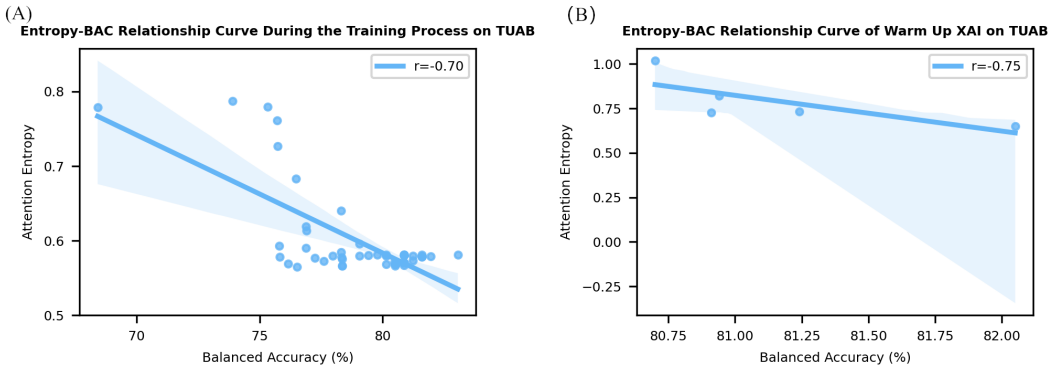 (A)
Entropy-BAC Relationship Curve During the Training Process on TUAB
r=-0.70
0.8
0.7
0.6
0.5
Attention Entropy
70
75
80
Balanced Accuracy (%)
(B)
Entropy-BAC Relationship Curve of Warm Up XAI on TUAB
r=-0.75
1.00
0.75
0.50
0.25
0.00
−0.25
Attention Entropy
80.75
81.00
81.25
81.50
81.75
82.00
Balanced Accuracy (%)